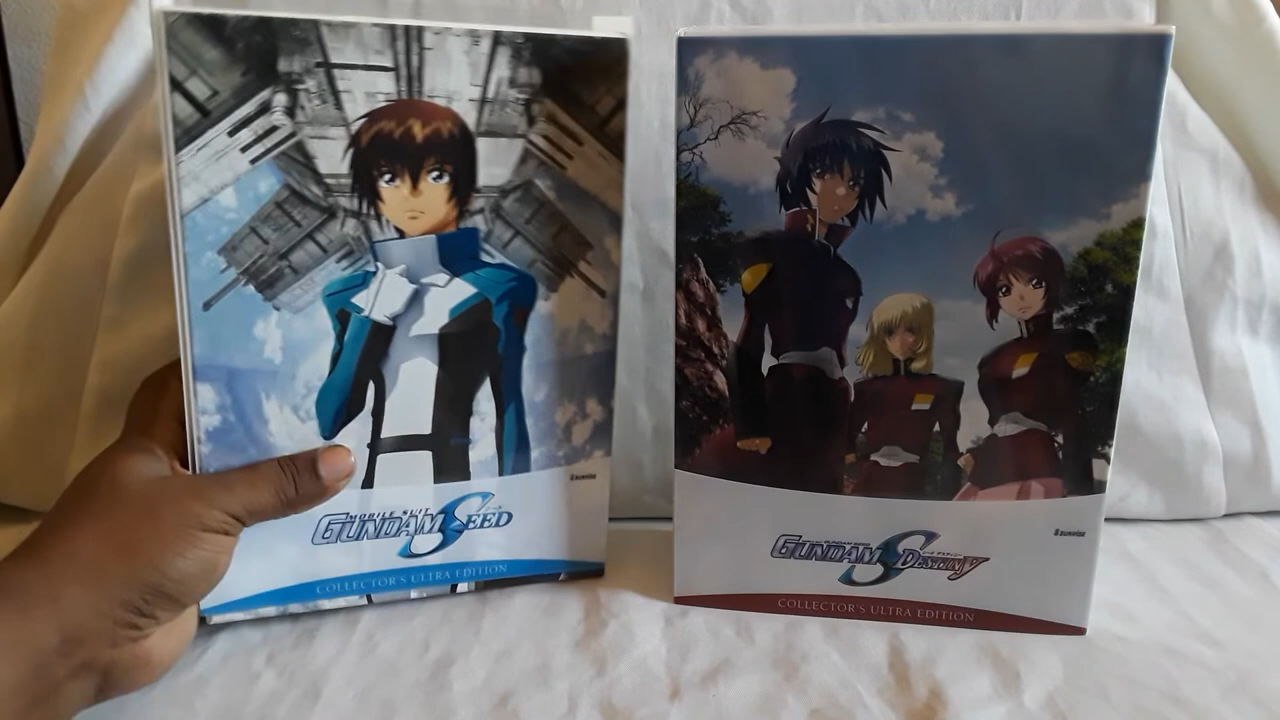 MOBILE SUIT
GUNDAM SEED
COLLECTOR'S ULTRA EDITION
©SUNRISE
GUNDAM SEED
DESTINY
COLLECTOR'S ULTRA EDITION
©SUNRISE